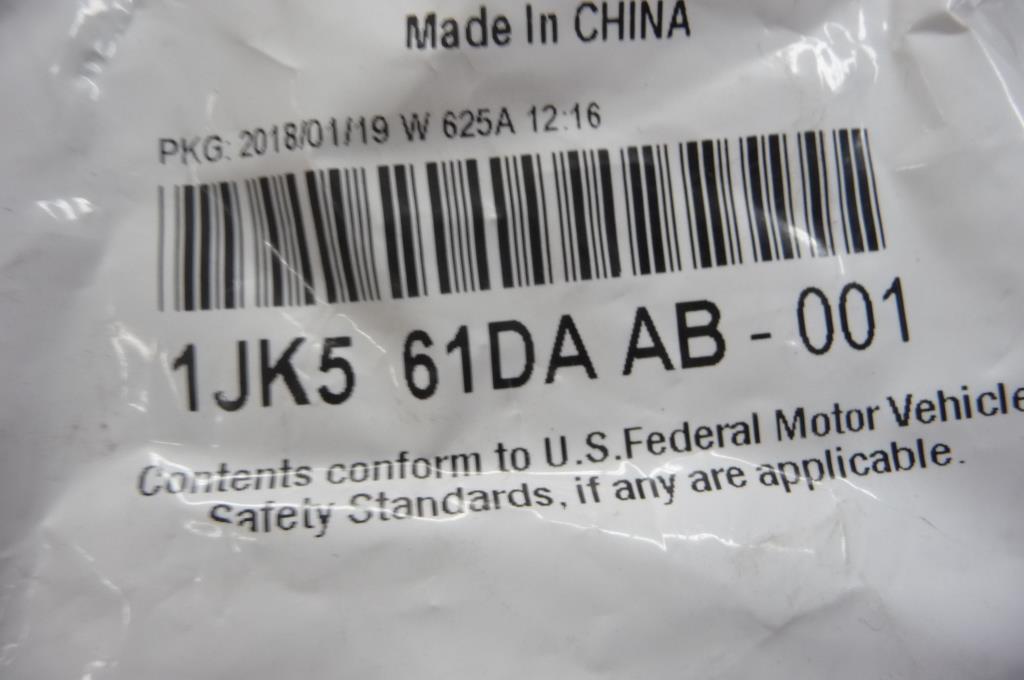 Made In CHINA
PKG: 2018/01/19 W 625A 12:16
1JK5 61DA AB - 001
Contents conform to U.S.Federal Motor Vehicle
Safety Standards, if any are applicable.